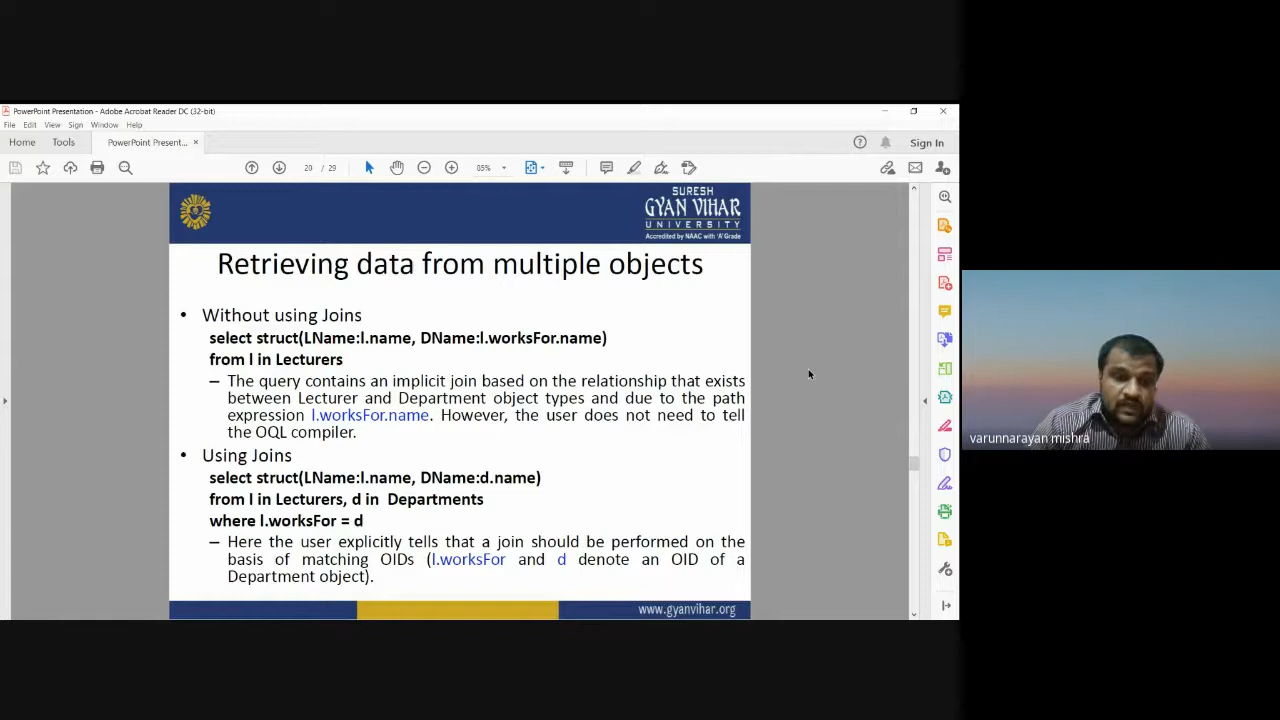 PowerPoint Presentation - Adobe Acrobat Reader DC (32-bit)
File Edit View Sign Window Help
Home Tools PowerPoint Present... × Sign In
20 / 29 85%
SURESH
GYAN VIHAR
UNIVERSITY
Accredited by NAAC with 'A' Grade
Retrieving data from multiple objects
• Without using Joins
select struct(LName:l.name, DName:l.worksFor.name)
from l in Lecturers
– The query contains an implicit join based on the relationship that exists
between Lecturer and Department object types and due to the path
expression l.worksFor.name. However, the user does not need to tell
the OQL compiler.
• Using Joins
select struct(LName:l.name, DName:d.name)
from l in Lecturers, d in Departments
where l.worksFor = d
– Here the user explicitly tells that a join should be performed on the
basis of matching OIDs (l.worksFor and d denote an OID of a
Department object).
www.gyanvihar.org
varunnarayan mishra